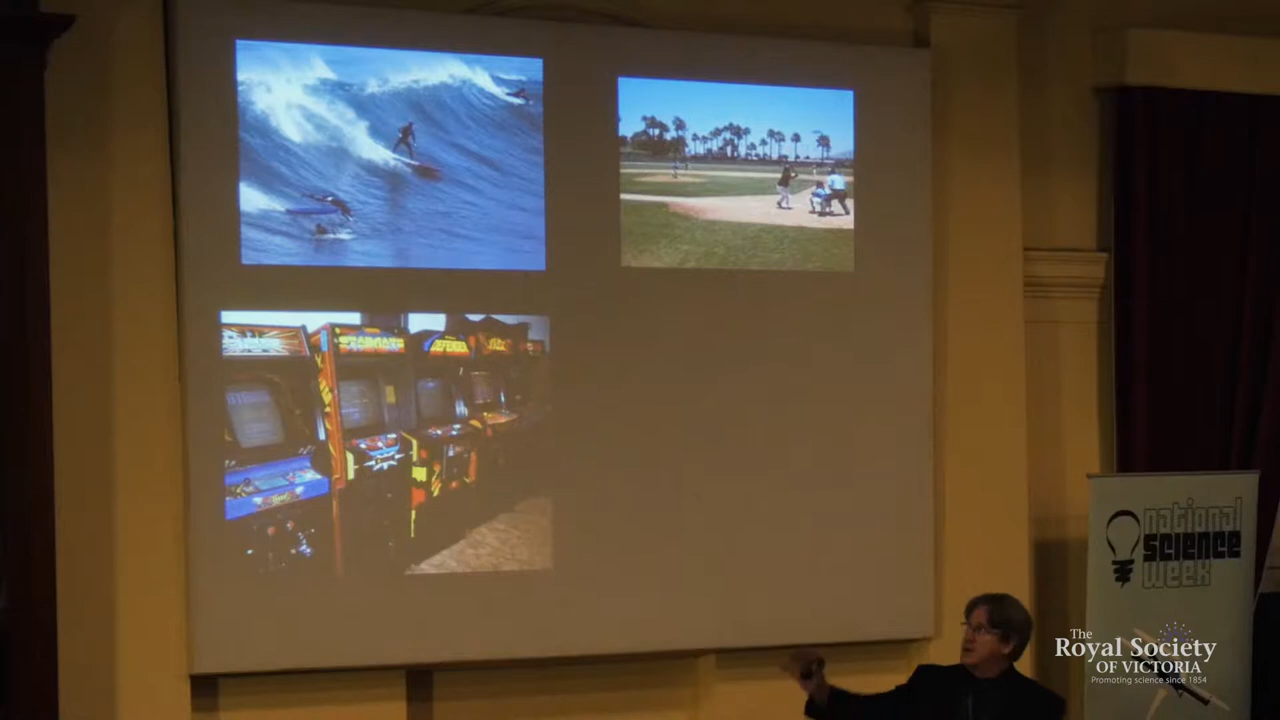 STARGATE
DEFENDER
national
science
week
The
Royal Society
OF VICTORIA
Promoting science since 1854